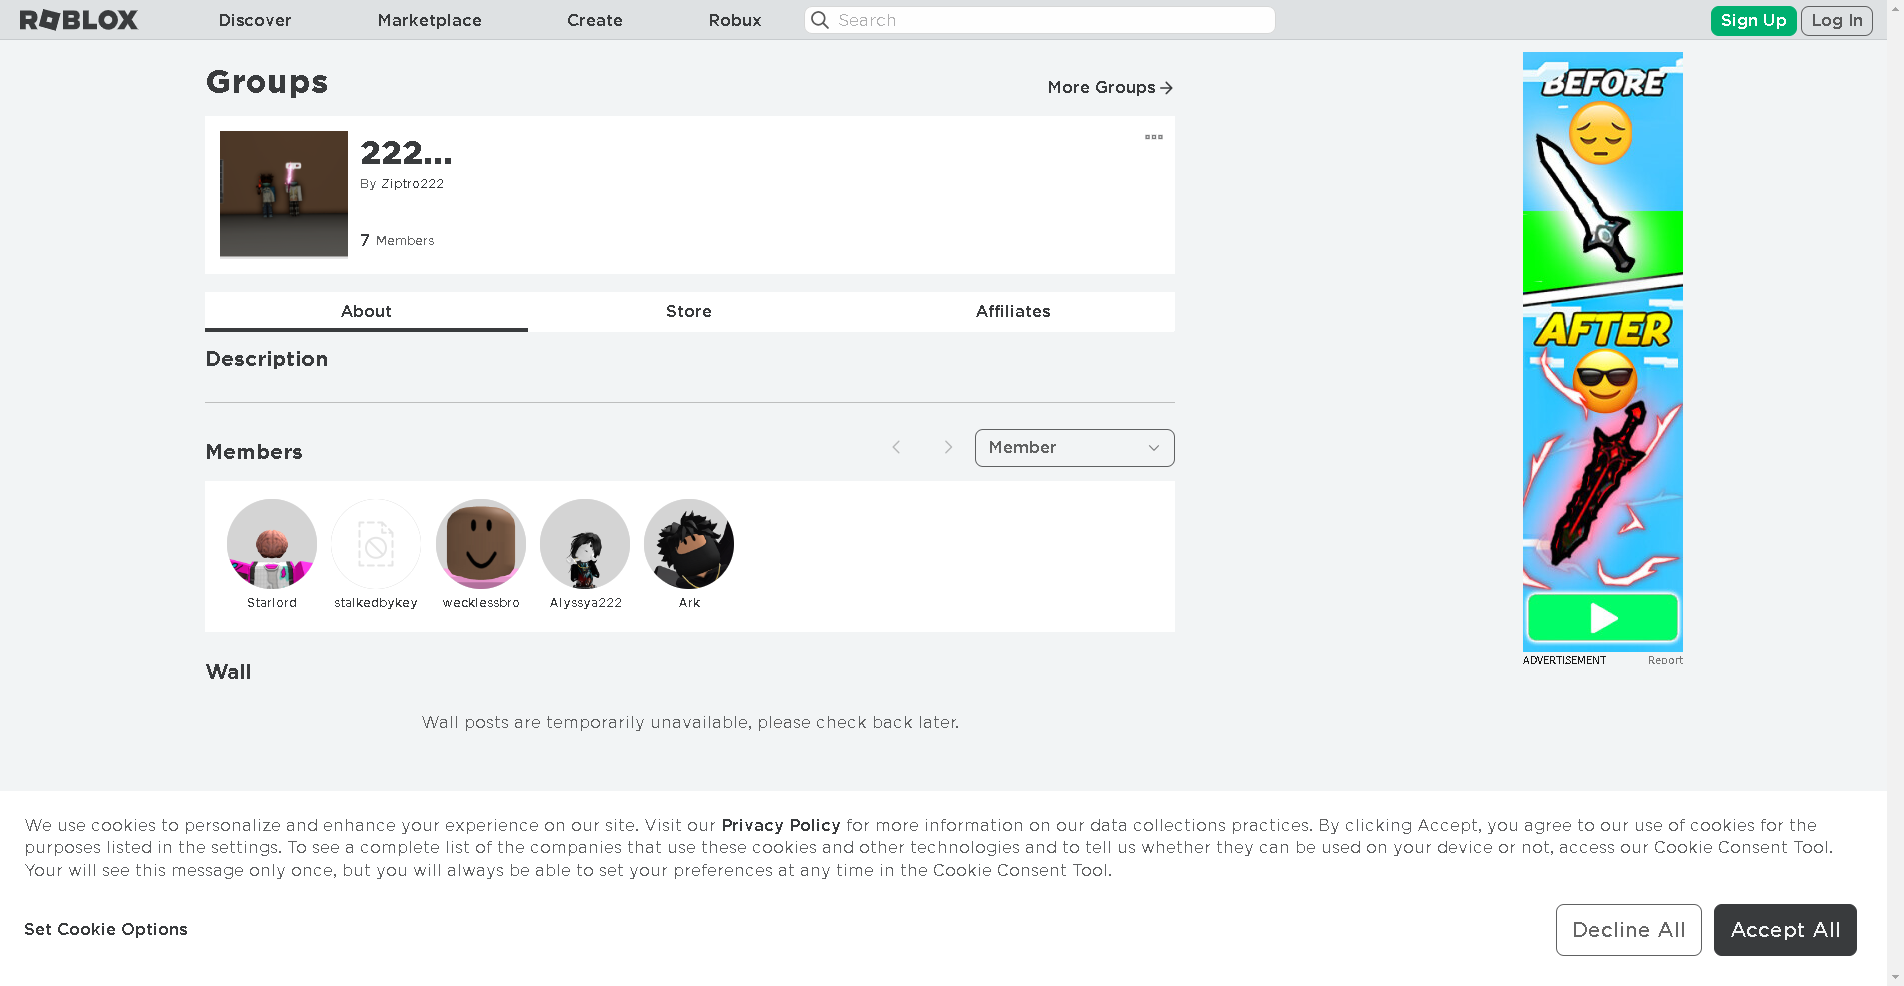 ROBLOX
Discover
Marketplace
Create
Robux
Search
Sign Up
Log In
Groups
More Groups
222...
By Ziptro222
7 Members
About
Store
Affiliates
Description
Members
Member
Starlord
stalkedbykey
wecklessbro
Alyssya222
Ark
Wall
Wall posts are temporarily unavailable, please check back later.
BEFORE
AFTER
ADVERTISEMENT
Report
We use cookies to personalize and enhance your experience on our site. Visit our Privacy Policy for more information on our data collections practices. By clicking Accept, you agree to our use of cookies for the
purposes listed in the settings. To see a complete list of the companies that use these cookies and other technologies and to tell us whether they can be used on your device or not, access our Cookie Consent Tool.
Your will see this message only once, but you will always be able to set your preferences at any time in the Cookie Consent Tool.
Set Cookie Options
Decline All
Accept All